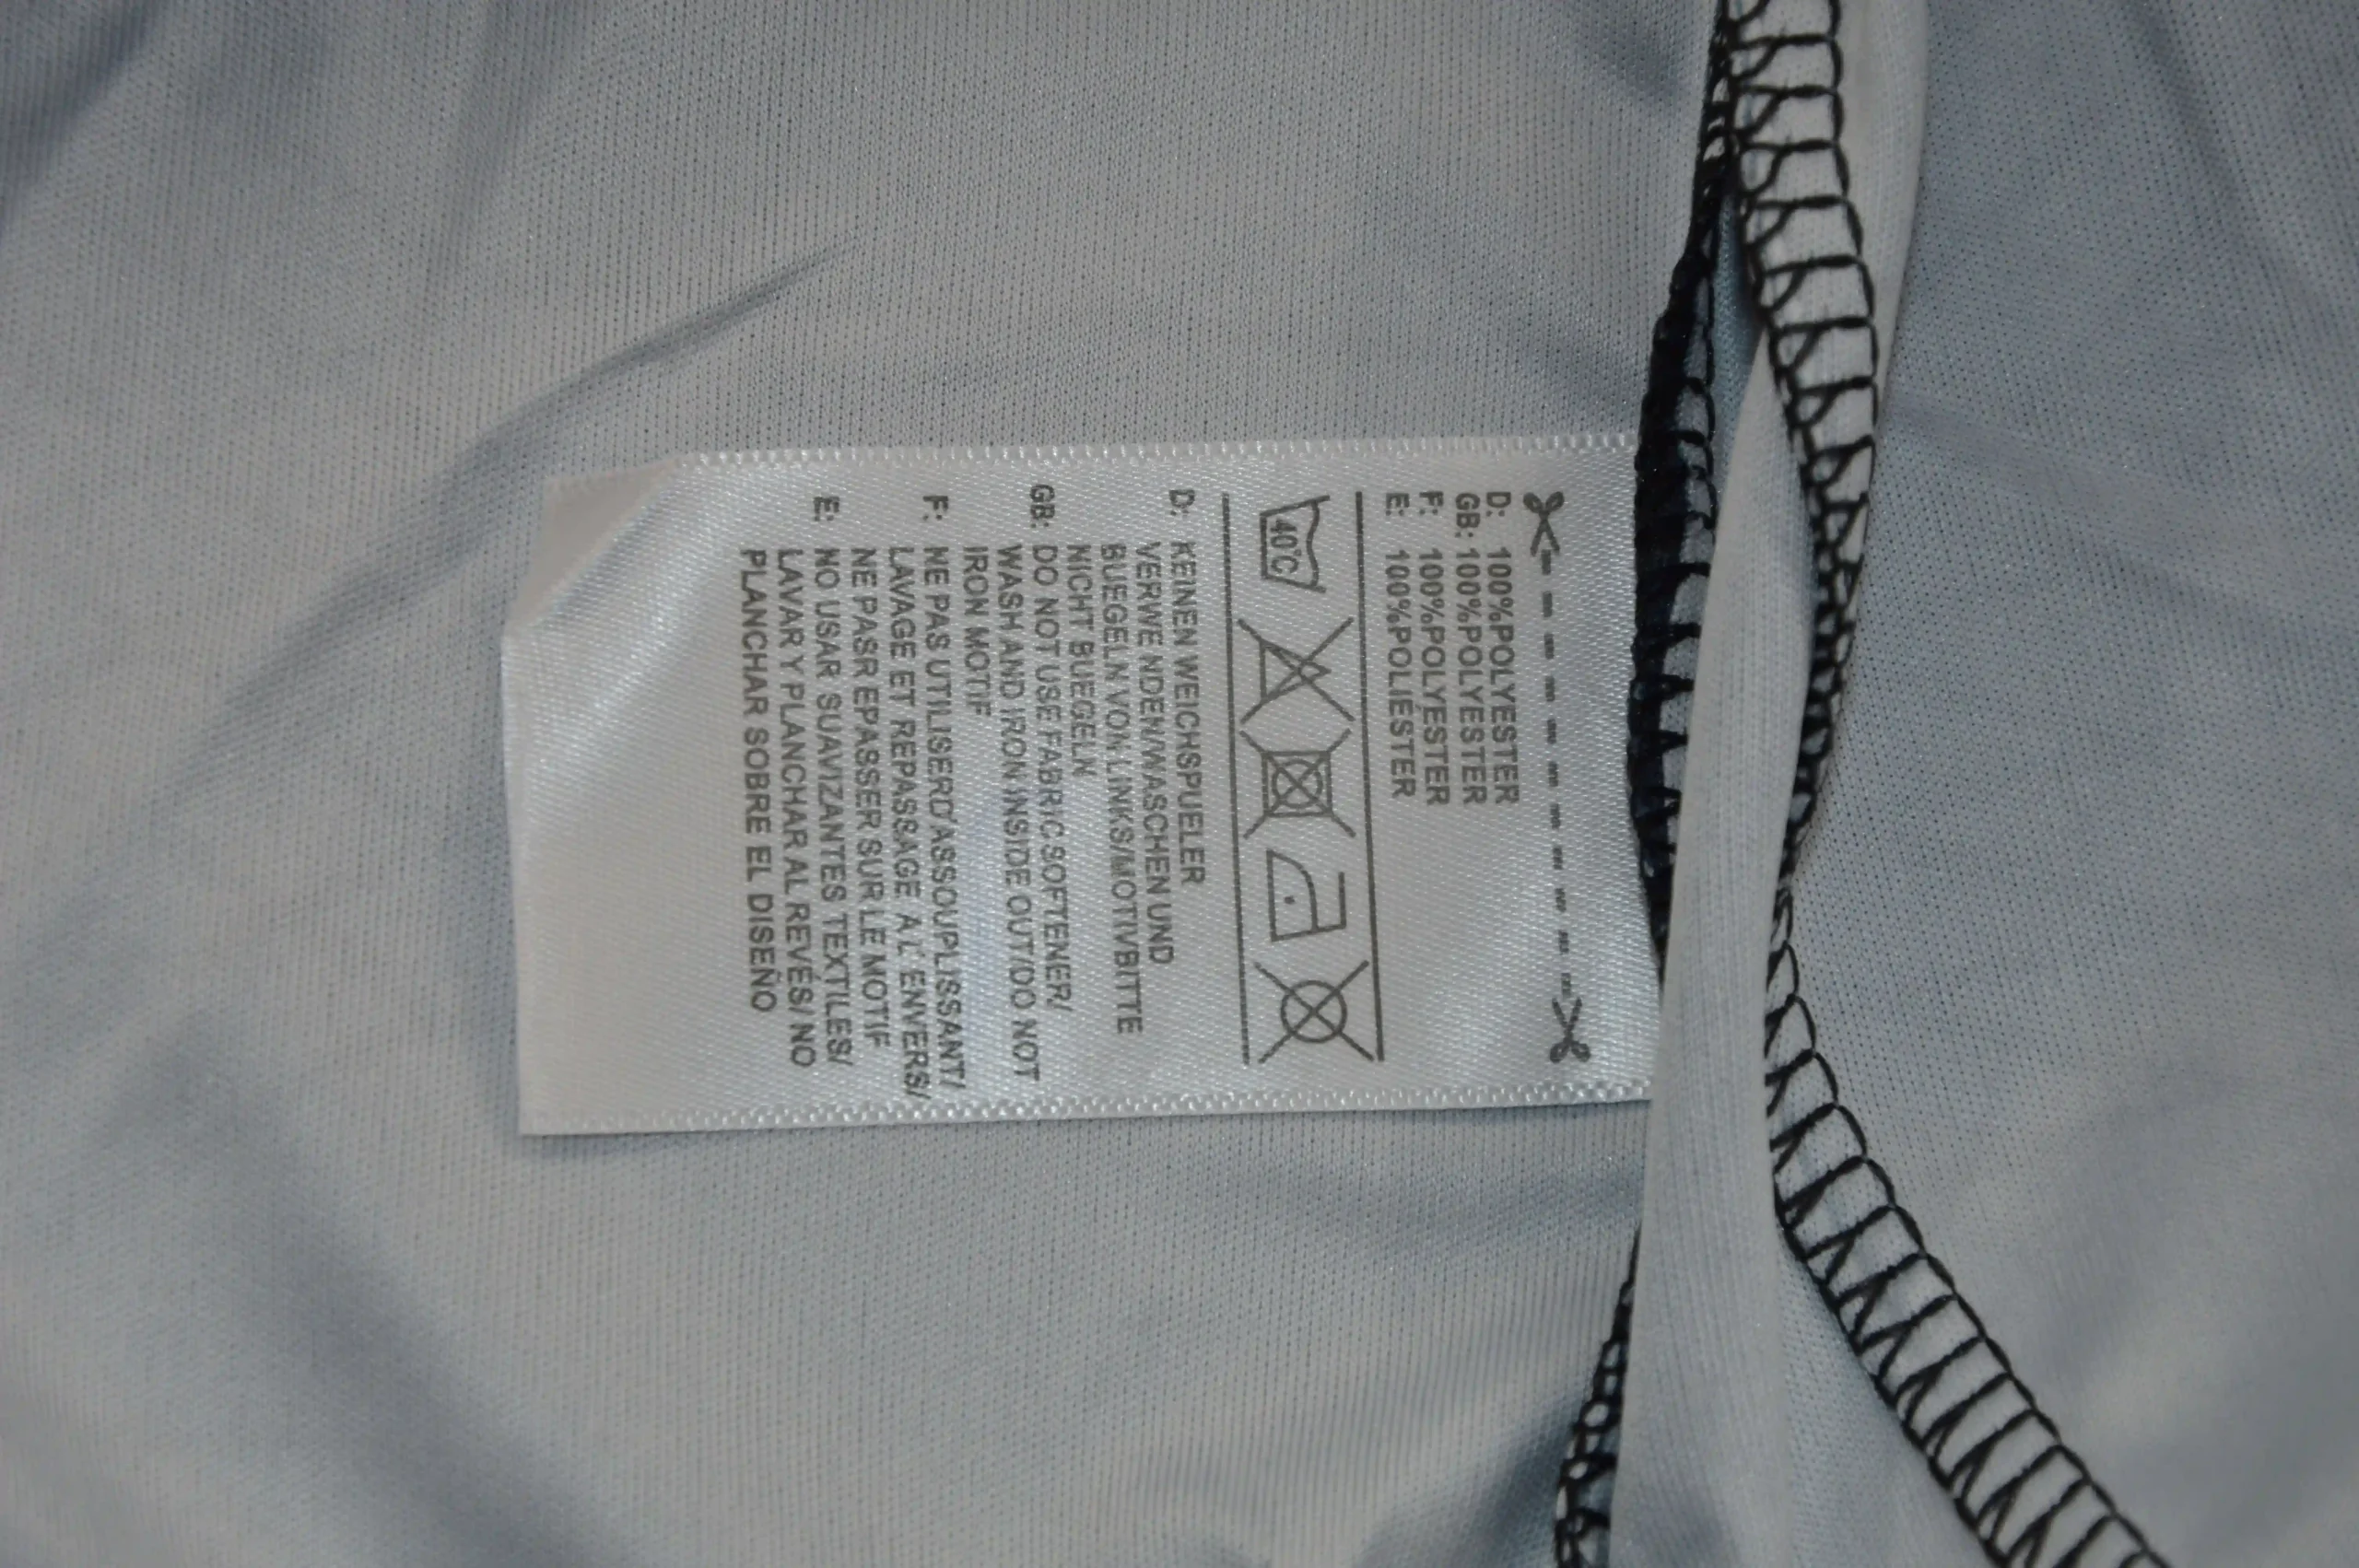 D: 100%POLYESTER
GB: 100%POLYESTER
F: 100%POLYESTER
E: 100%POLIÉSTER
40°C
D: KEINEN WEICHSPUELER
VERWE NDEN/WASCHEN UND
BUEGELN VON LINKS/MOTIVBITTE
NICHT BUEGELN
GB: DO NOT USE FABRIC SOFTENER/
WASH AND IRON INSIDE OUT/DO NOT
IRON MOTIF
F: NE PAS UTILISERD'ASSOUPLISSANT/
LAVAGE ET REPASSAGE A L' ENVERS/
NE PASR EPASSER SUR LE MOTIF
E: NO USAR SUAVIZANTES TEXTILES/
LAVAR Y PLANCHAR AL REVÉS/ NO
PLANCHAR SOBRE EL DISEÑO